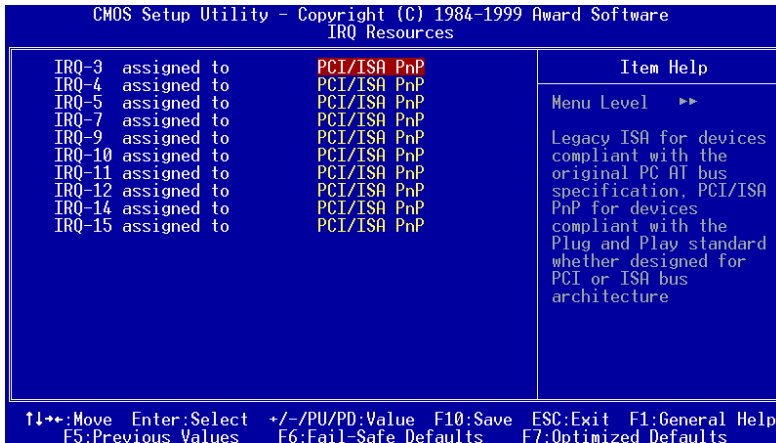 CMOS Setup Utility - Copyright (C) 1984-1999 Award Software
IRQ Resources
IRQ-3 assigned to PCI/ISA PnP
IRQ-4 assigned to PCI/ISA PnP
IRQ-5 assigned to PCI/ISA PnP
IRQ-7 assigned to PCI/ISA PnP
IRQ-9 assigned to PCI/ISA PnP
IRQ-10 assigned to PCI/ISA PnP
IRQ-11 assigned to PCI/ISA PnP
IRQ-12 assigned to PCI/ISA PnP
IRQ-14 assigned to PCI/ISA PnP
IRQ-15 assigned to PCI/ISA PnP
Item Help
Menu Level ►►
Legacy ISA for devices
compliant with the
original PC AT bus
specification, PCI/ISA
PnP for devices
compliant with the
Plug and Play standard
whether designed for
PCI or ISA bus
architecture
↑↓→←:Move Enter:Select +/-/PU/PD:Value F10:Save ESC:Exit F1:General Help
F5:Previous Values F6:Fail-Safe Defaults F7:Optimized Defaults